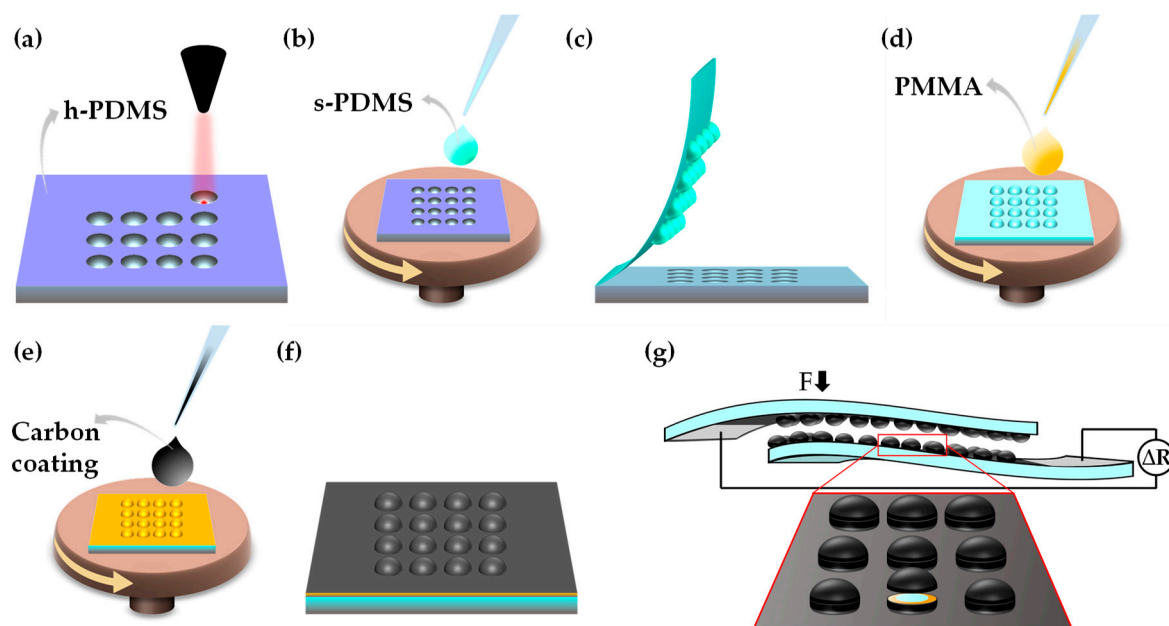 (a)
h-PDMS
(b)
s-PDMS
(c)
(d)
PMMA
(e)
Carbon
coating
(f)
(g)
F
ΔR